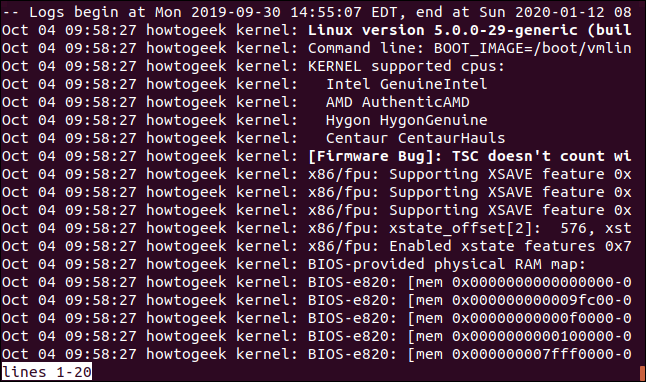 -- Logs begin at Mon 2019-09-30 14:55:07 EDT, end at Sun 2020-01-12 08
Oct 04 09:58:27 howtogeek kernel: Linux version 5.0.0-29-generic (buil
Oct 04 09:58:27 howtogeek kernel: Command line: BOOT_IMAGE=/boot/vmlin
Oct 04 09:58:27 howtogeek kernel: KERNEL supported cpus:
Oct 04 09:58:27 howtogeek kernel:   Intel GenuineIntel
Oct 04 09:58:27 howtogeek kernel:   AMD AuthenticAMD
Oct 04 09:58:27 howtogeek kernel:   Hygon HygonGenuine
Oct 04 09:58:27 howtogeek kernel:   Centaur CentaurHauls
Oct 04 09:58:27 howtogeek kernel: [Firmware Bug]: TSC doesn't count wi
Oct 04 09:58:27 howtogeek kernel: x86/fpu: Supporting XSAVE feature 0x
Oct 04 09:58:27 howtogeek kernel: x86/fpu: Supporting XSAVE feature 0x
Oct 04 09:58:27 howtogeek kernel: x86/fpu: Supporting XSAVE feature 0x
Oct 04 09:58:27 howtogeek kernel: x86/fpu: xstate_offset[2]:  576, xst
Oct 04 09:58:27 howtogeek kernel: x86/fpu: Enabled xstate features 0x7
Oct 04 09:58:27 howtogeek kernel: BIOS-provided physical RAM map:
Oct 04 09:58:27 howtogeek kernel: BIOS-e820: [mem 0x0000000000000000-0
Oct 04 09:58:27 howtogeek kernel: BIOS-e820: [mem 0x000000000009fc00-0
Oct 04 09:58:27 howtogeek kernel: BIOS-e820: [mem 0x00000000000f0000-0
Oct 04 09:58:27 howtogeek kernel: BIOS-e820: [mem 0x0000000000100000-0
Oct 04 09:58:27 howtogeek kernel: BIOS-e820: [mem 0x000000007fff0000-0
lines 1-20